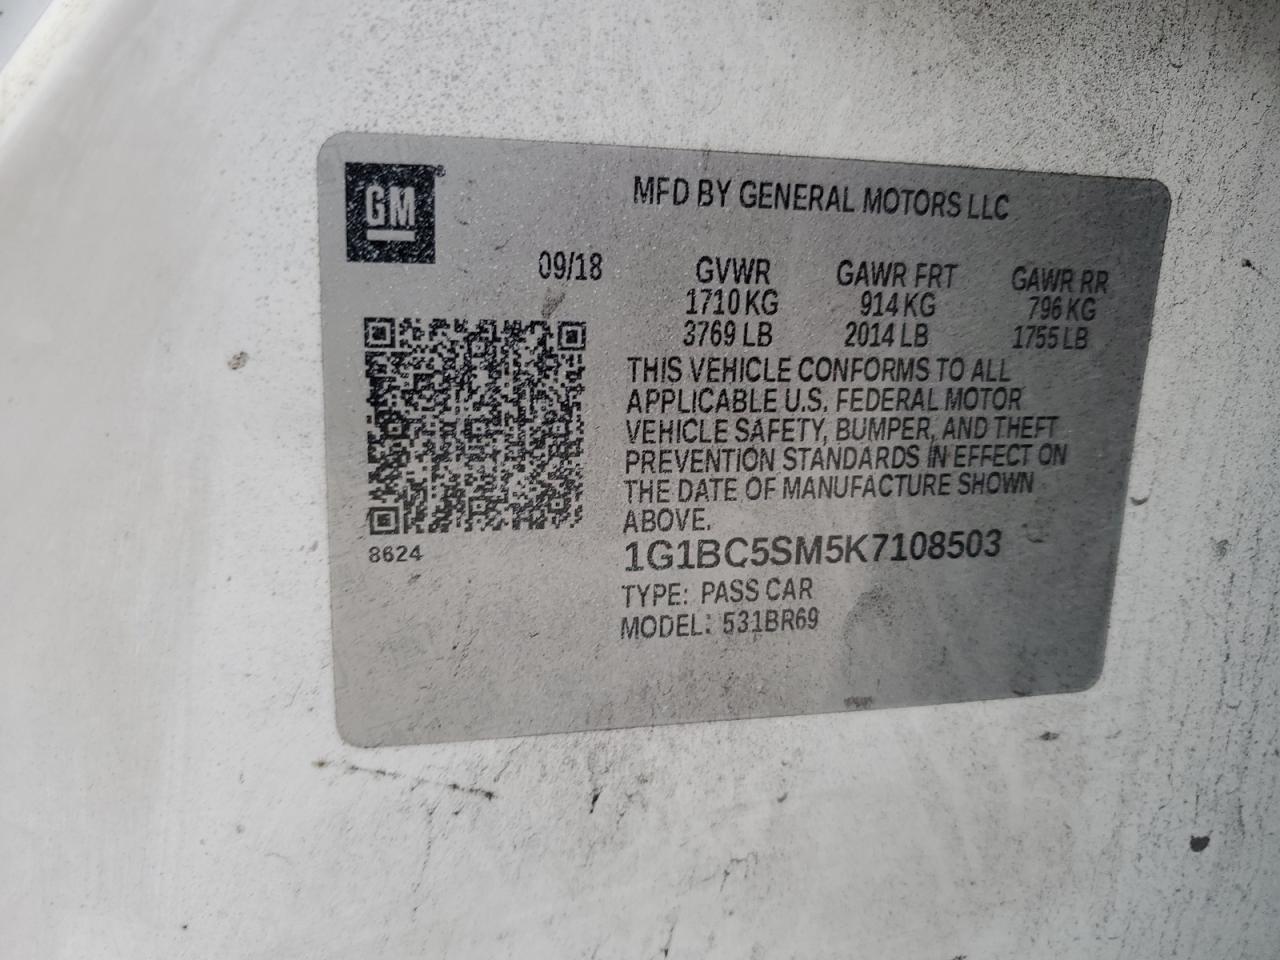 GM
MFD BY GENERAL MOTORS LLC
09/18 GVWR GAWR FRT GAWR RR
1710 KG 914 KG 796 KG
3769 LB 2014 LB 1755 LB
THIS VEHICLE CONFORMS TO ALL
APPLICABLE U.S. FEDERAL MOTOR
VEHICLE SAFETY, BUMPER, AND THEFT
PREVENTION STANDARDS IN EFFECT ON
THE DATE OF MANUFACTURE SHOWN
ABOVE.
8624
1G1BC5SM5K7108503
TYPE: PASS CAR
MODEL: 531BR69